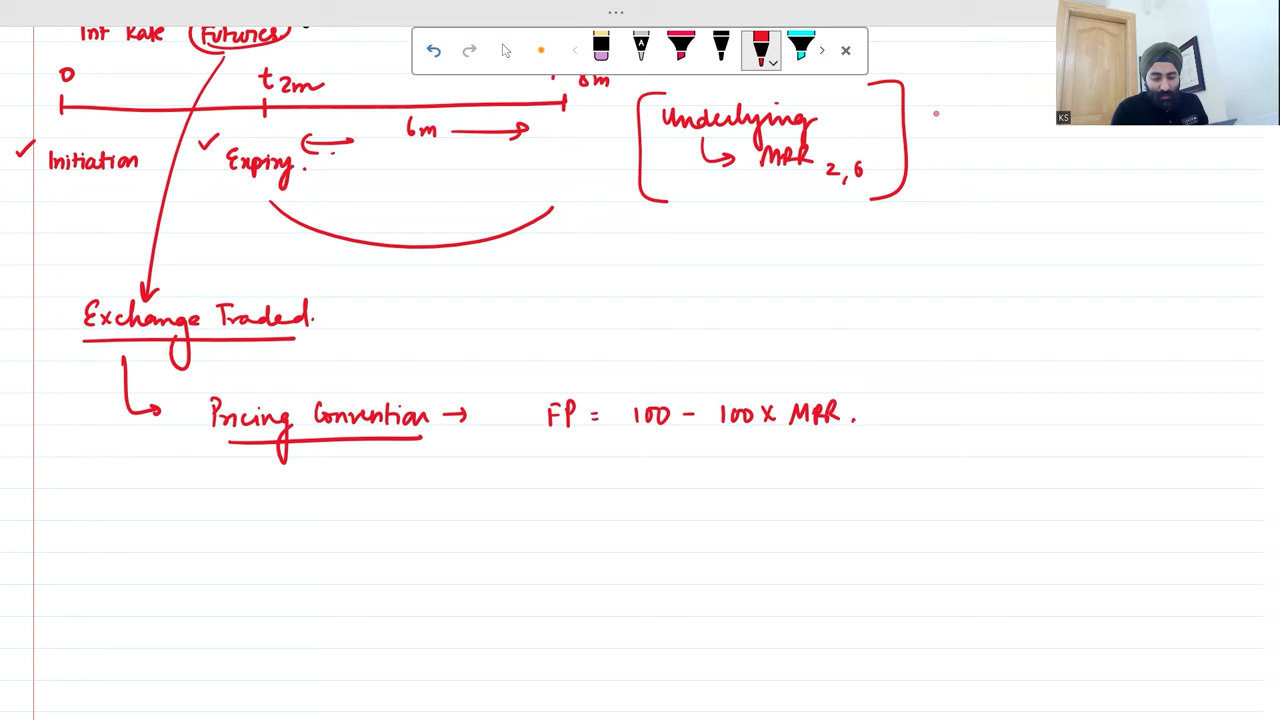 Int Rate Futures
0 t 2m 8m
6m
Initiation Expiry.
Underlying
MRR 2,6
Exchange Traded.
Pricing Convention → FP = 100 - 100 x MRR.
A
KS